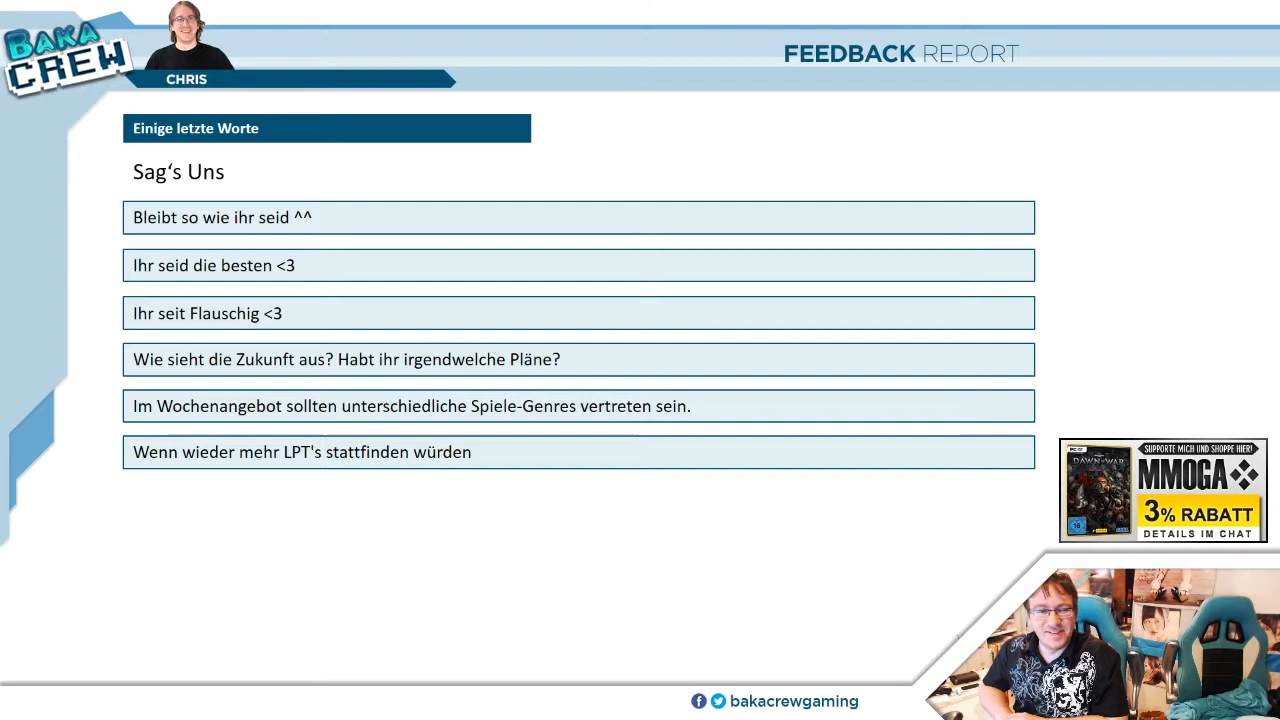 BAKA
CREW
CHRIS
FEEDBACK REPORT
Einige letzte Worte
Sag‘s Uns
Bleibt so wie ihr seid ^^
Ihr seid die besten <3
Ihr seit Flauschig <3
Wie sieht die Zukunft aus? Habt ihr irgendwelche Pläne?
Im Wochenangebot sollten unterschiedliche Spiele-Genres vertreten sein.
Wenn wieder mehr LPT's stattfinden würden
SUPPORTE MICH UND SHOPPE HIER!
DAWN OF WAR
MMOGA
3% RABATT
DETAILS IM CHAT
bakacrewgaming